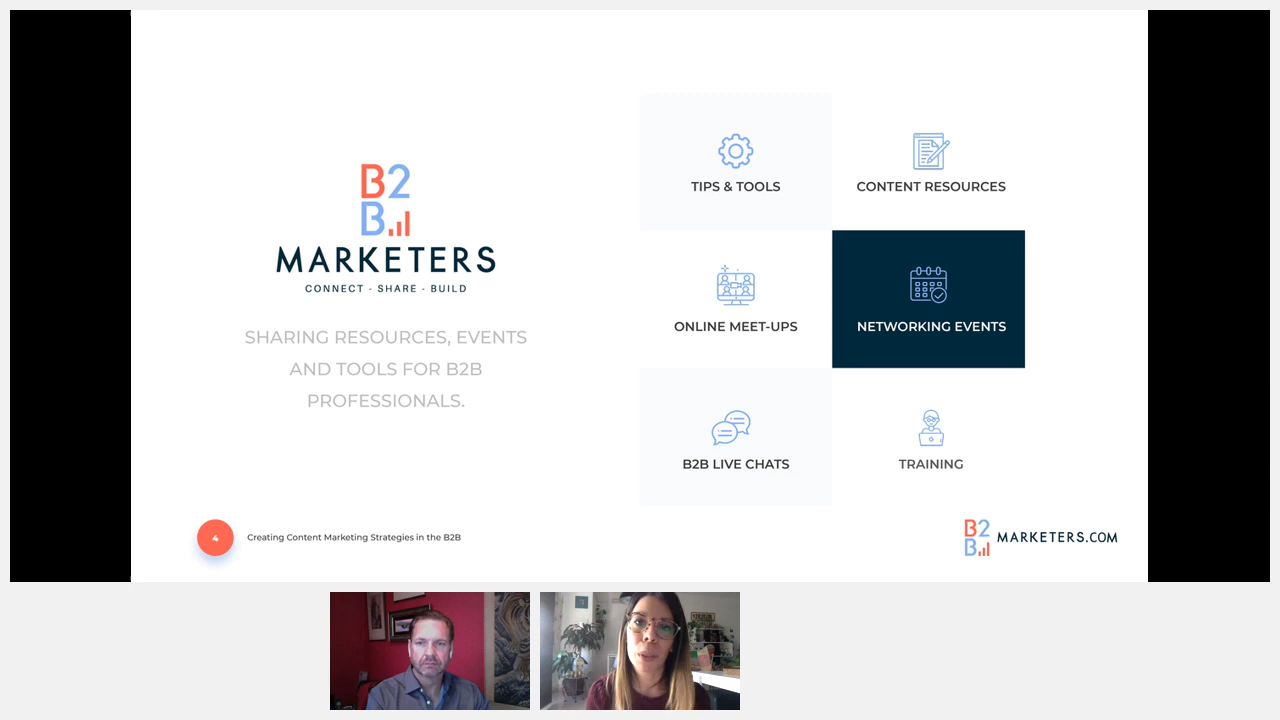 B2
B
MARKETERS
CONNECT - SHARE - BUILD
SHARING RESOURCES, EVENTS
AND TOOLS FOR B2B
PROFESSIONALS.
TIPS & TOOLS
CONTENT RESOURCES
ONLINE MEET-UPS
NETWORKING EVENTS
B2B LIVE CHATS
TRAINING
4
Creating Content Marketing Strategies in the B2B
B2
B
MARKETERS.COM